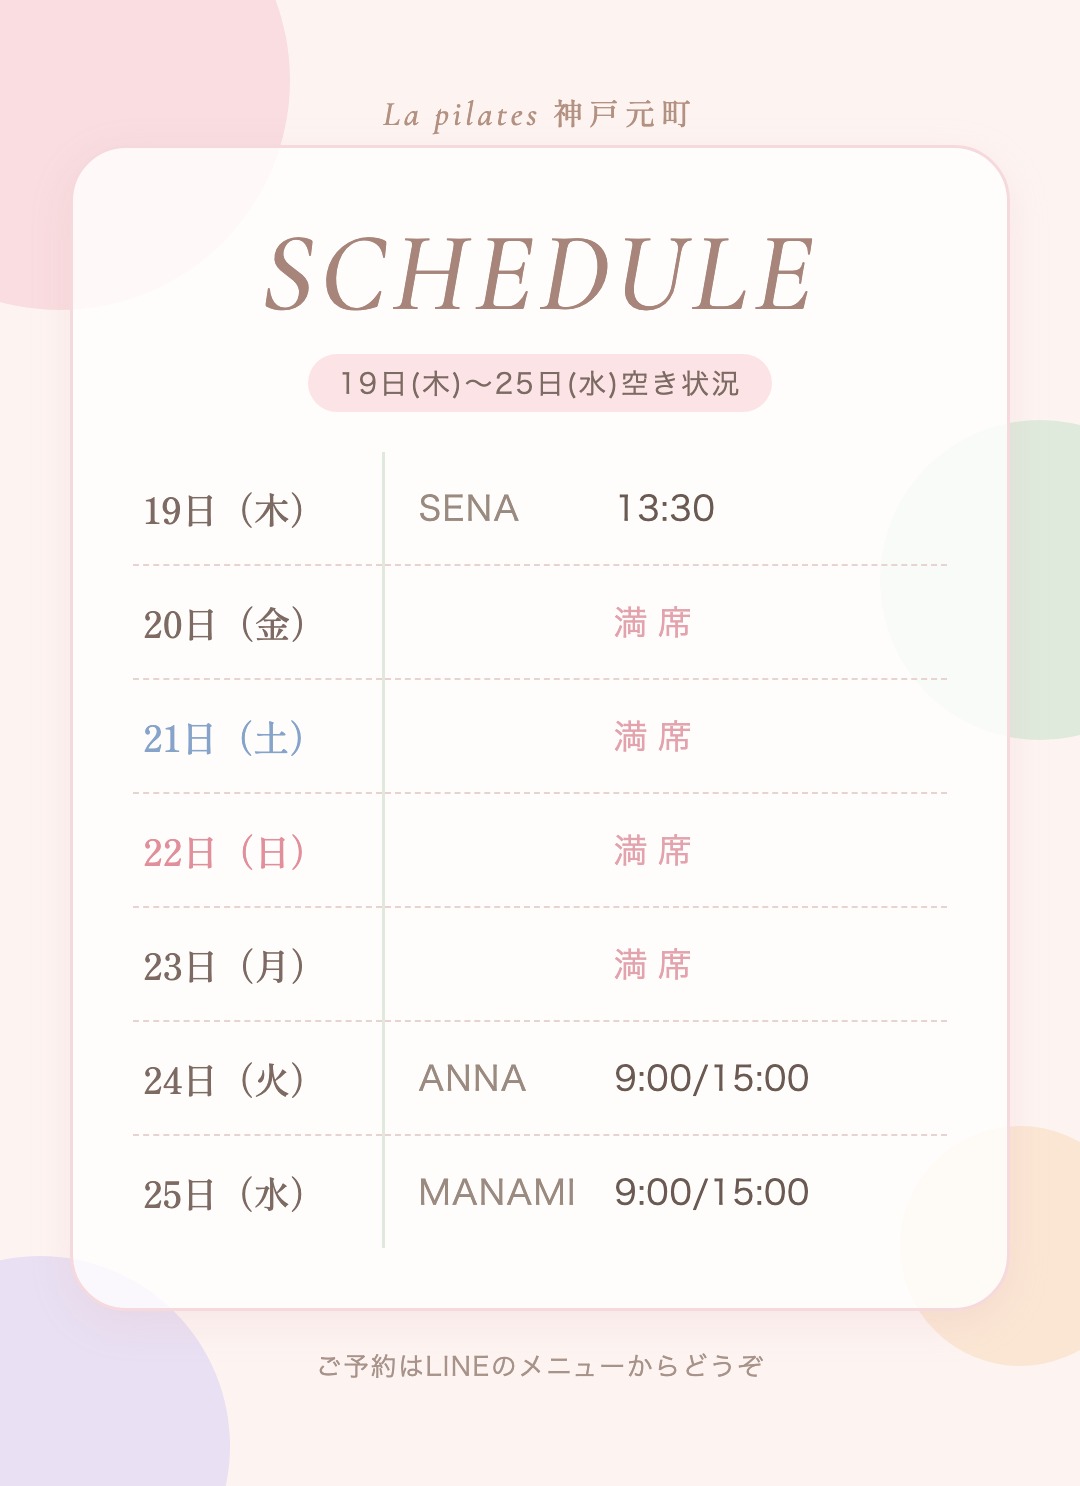 La pilates 神戸元町
SCHEDULE
19日(木)〜25日(水)空き状況
19日（木） SENA 13:30
20日（金） 満席
21日（土） 満席
22日（日） 満席
23日（月） 満席
24日（火） ANNA 9:00/15:00
25日（水） MANAMI 9:00/15:00
ご予約はLINEのメニューからどうぞ